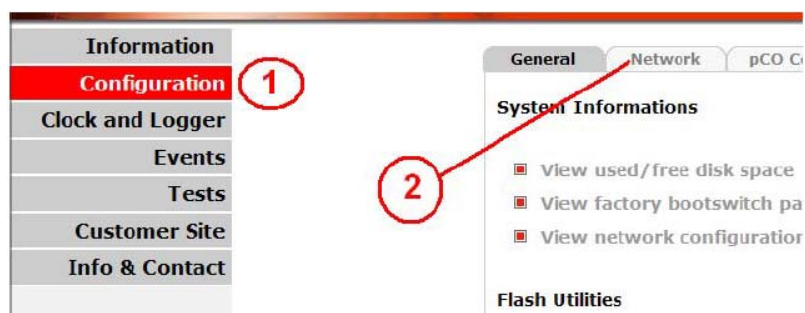 Information
Configuration
Clock and Logger
Events
Tests
Customer Site
Info & Contact
1
2
General Network pCO
System Informations
View used/free disk space
View factory bootswitch
View network configuration
Flash Utilities